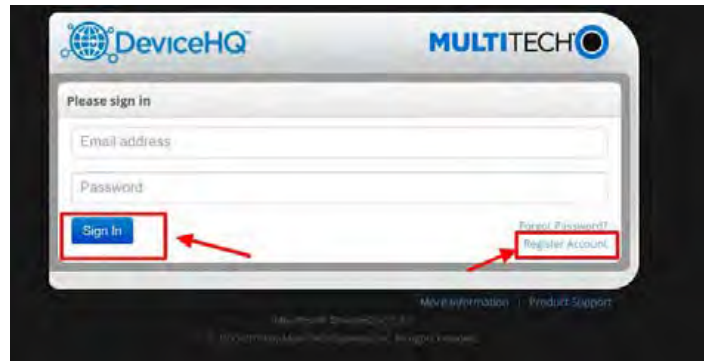 DeviceHQ
MULTITECH
Please sign in
Email address
Password
Sign In
Forgot Password?
Register Account
More Information | Product Support